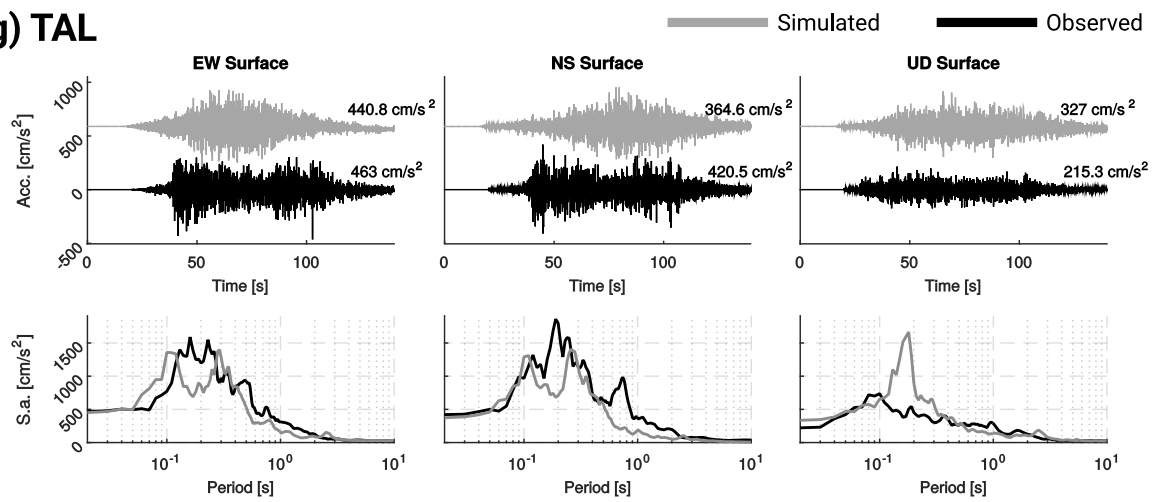 g) TAL
Simulated
Observed
EW Surface
NS Surface
UD Surface
Acc. [cm/s²]
1000
500
0
-500
440.8 cm/s²
463 cm/s²
364.6 cm/s²
420.5 cm/s²
327 cm/s²
215.3 cm/s²
0 50 100
0 50 100
0 50 100
Time [s]
Time [s]
Time [s]
S.a. [cm/s²]
1500
1000
500
0
10⁻¹ 10⁰ 10¹
10⁻¹ 10⁰ 10¹
10⁻¹ 10⁰ 10¹
Period [s]
Period [s]
Period [s]